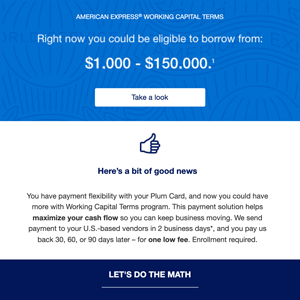 AMERICAN EXPRESS® WORKING CAPITAL TERMS
Right now you could be eligible to borrow from:
$1.000 - $150.000.¹
Take a look
Here's a bit of good news
You have payment flexibility with your Plum Card, and now you could have
more with Working Capital Terms program. This payment solution helps
maximize your cash flow so you can keep business moving. We send
payment to your U.S.-based vendors in 2 business days*, and you pay us
back 30, 60, or 90 days later – for one low fee. Enrollment required.
LET'S DO THE MATH